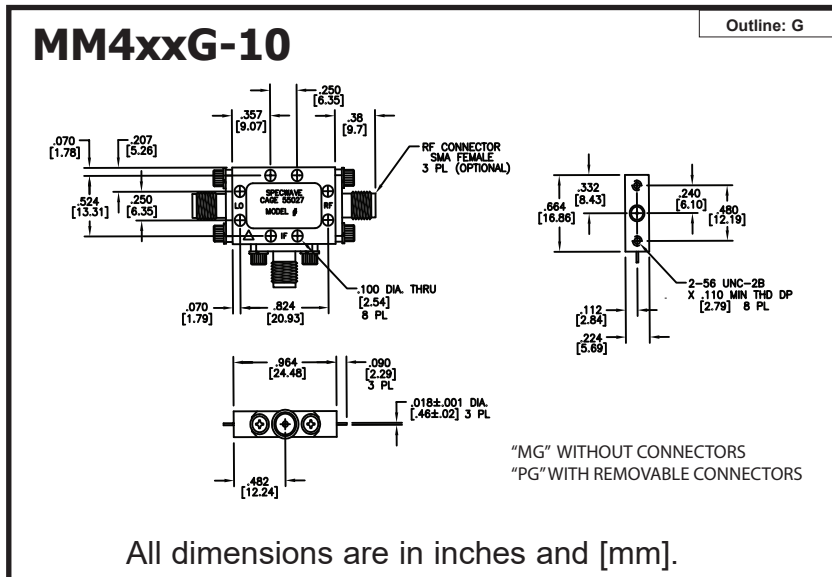 Outline: G
MM4xxG-10
.250
[6.35]
.357
[9.07]
.38
[9.7]
.070
[1.78]
.207
[5.26]
RF CONNECTOR
SMA FEMALE
3 PL (OPTIONAL)
.524
[13.31]
.250
[6.35]
SPECWAVE
CAGE 55027
MODEL #
LO
RF
IF
.100 DIA. THRU
[2.54]
8 PL
.070
[1.79]
.824
[20.93]
.332
[8.43]
.664
[16.86]
.240
[6.10]
.480
[12.19]
2-56 UNC-2B
X .110 MIN THD DP
[2.79] 8 PL
.112
[2.84]
.224
[5.69]
.964
[24.48]
.090
[2.29]
3 PL
.018±.001 DIA.
[.46±.02] 3 PL
.482
[12.24]
"MG" WITHOUT CONNECTORS
"PG" WITH REMOVABLE CONNECTORS
All dimensions are in inches and [mm].